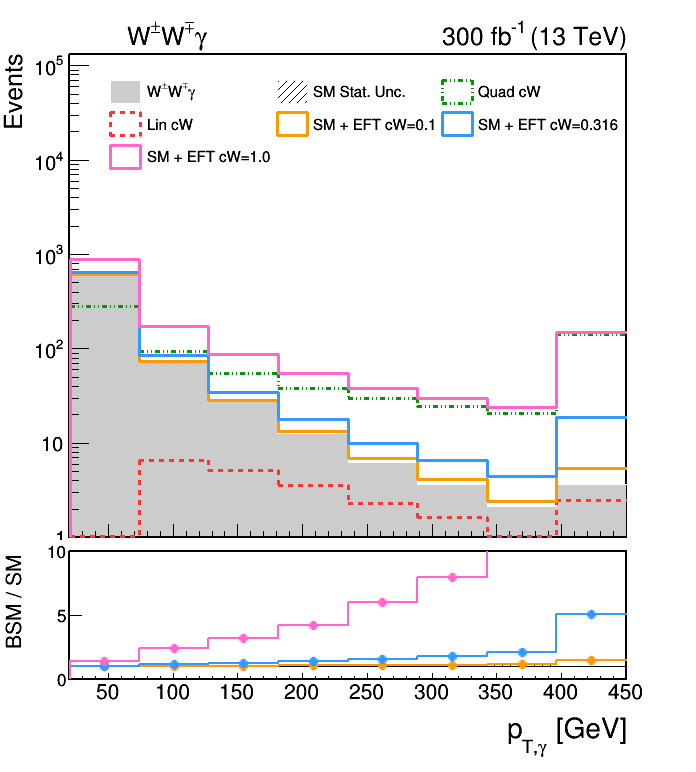 W±W∓γ 300 fb-1 (13 TeV)
Events
10^5
10^4
10^3
10^2
10
1
W±W∓γ SM Stat. Unc. Quad cW
Lin cW SM + EFT cW=0.1 SM + EFT cW=0.316
SM + EFT cW=1.0
BSM / SM
10
5
0
50 100 150 200 250 300 350 400 450
p_T,γ [GeV]